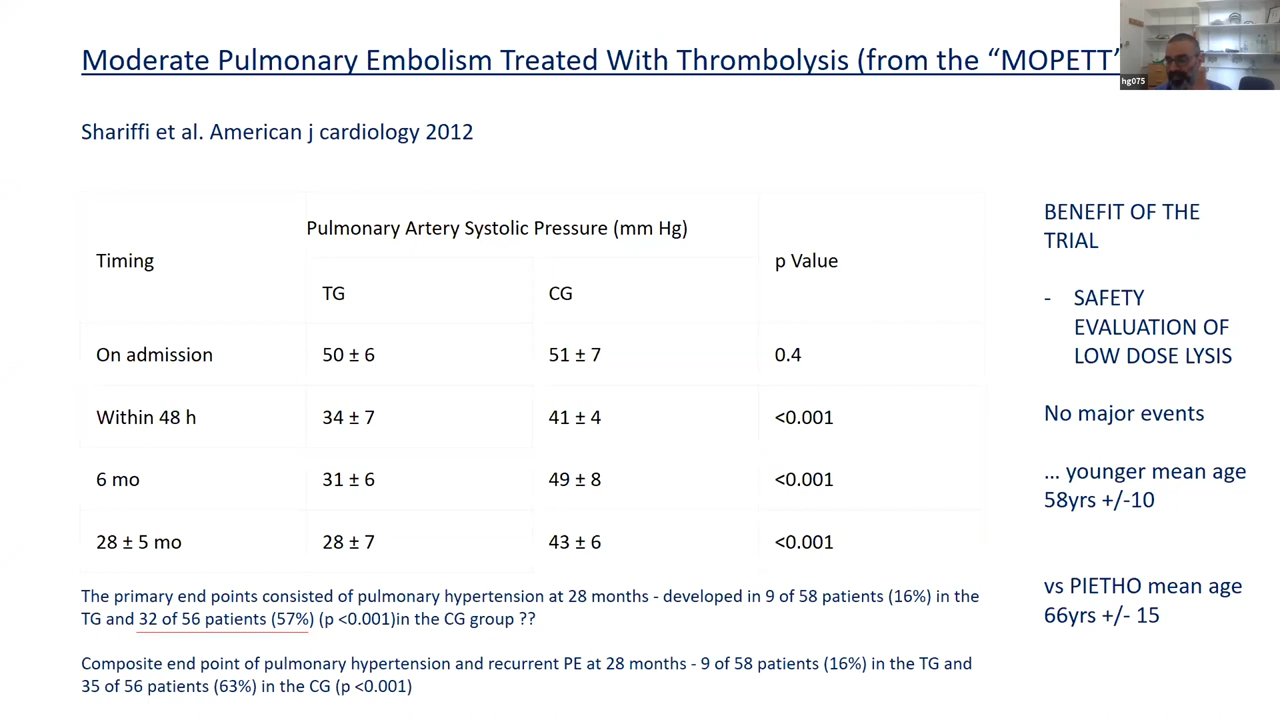 Moderate Pulmonary Embolism Treated With Thrombolysis (from the “MOPETT”
hg075
Shariffi et al. American j cardiology 2012
Timing
Pulmonary Artery Systolic Pressure (mm Hg)
p Value
TG
CG
On admission
50 ± 6
51 ± 7
0.4
Within 48 h
34 ± 7
41 ± 4
<0.001
6 mo
31 ± 6
49 ± 8
<0.001
28 ± 5 mo
28 ± 7
43 ± 6
<0.001
The primary end points consisted of pulmonary hypertension at 28 months - developed in 9 of 58 patients (16%) in the
TG and 32 of 56 patients (57%) (p <0.001)in the CG group ??
Composite end point of pulmonary hypertension and recurrent PE at 28 months - 9 of 58 patients (16%) in the TG and
35 of 56 patients (63%) in the CG (p <0.001)
BENEFIT OF THE
TRIAL
- SAFETY
EVALUATION OF
LOW DOSE LYSIS
No major events
... younger mean age
58yrs +/-10
vs PIETHO mean age
66yrs +/- 15